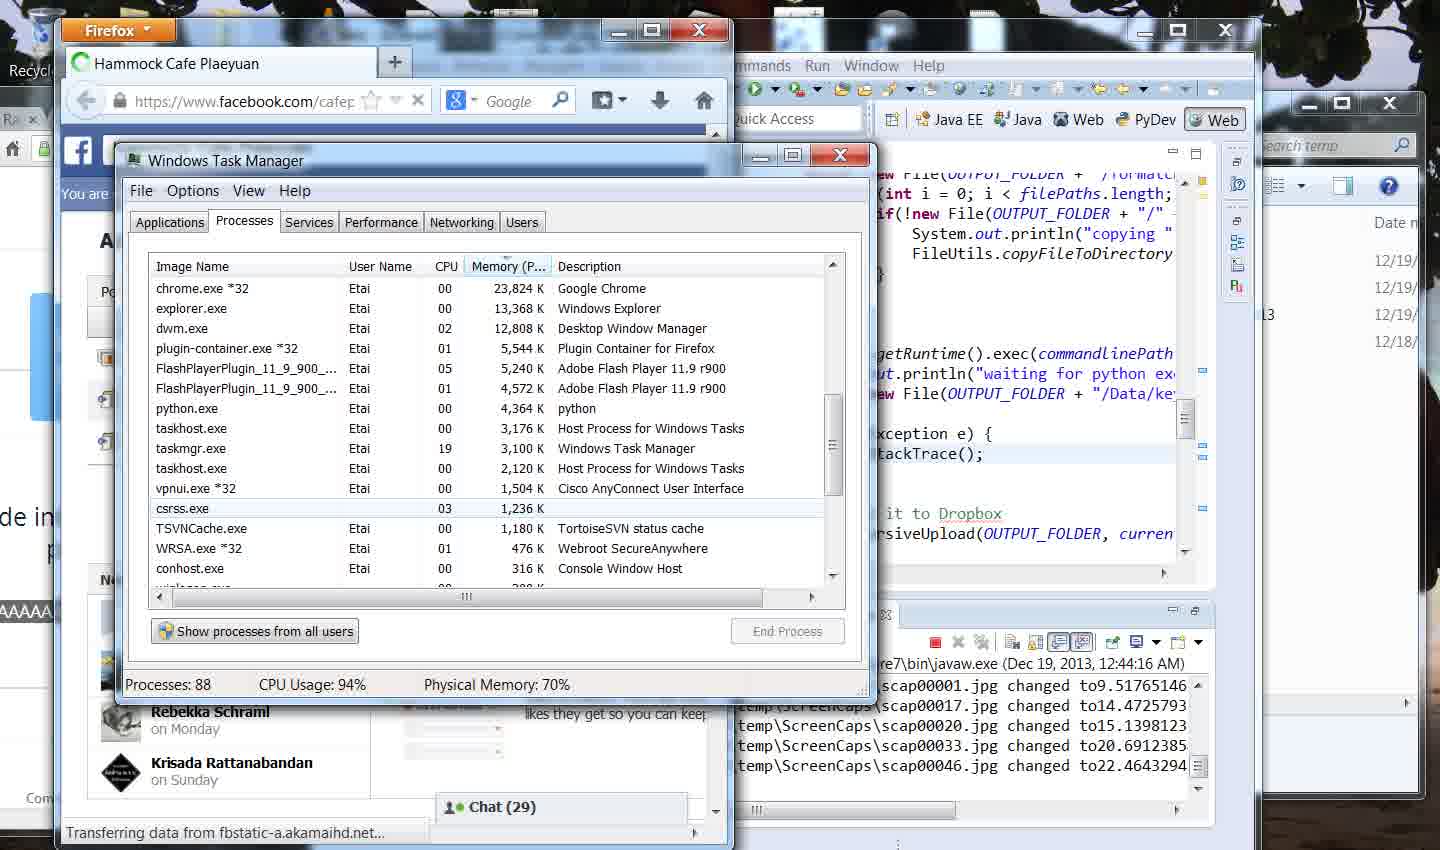 Recycl
Firefox
Hammock Cafe Plaeyuan
https://www.facebook.com/cafep
Google
You are
Windows Task Manager
File Options View Help
Applications Processes Services Performance Networking Users
Image Name User Name CPU Memory (P... Description
chrome.exe *32 Etai 00 23,824 K Google Chrome
explorer.exe Etai 00 13,368 K Windows Explorer
dwm.exe Etai 02 12,808 K Desktop Window Manager
plugin-container.exe *32 Etai 01 5,544 K Plugin Container for Firefox
FlashPlayerPlugin_11_9_900_... Etai 05 5,240 K Adobe Flash Player 11.9 r900
FlashPlayerPlugin_11_9_900_... Etai 01 4,572 K Adobe Flash Player 11.9 r900
python.exe Etai 00 4,364 K python
taskhost.exe Etai 00 3,176 K Host Process for Windows Tasks
taskmgr.exe Etai 19 3,100 K Windows Task Manager
taskhost.exe Etai 00 2,120 K Host Process for Windows Tasks
vpnui.exe *32 Etai 00 1,504 K Cisco AnyConnect User Interface
csrss.exe 03 1,236 K
TSVNCache.exe Etai 00 1,180 K TortoiseSVN status cache
WRSA.exe *32 Etai 01 476 K Webroot SecureAnywhere
conhost.exe Etai 00 316 K Console Window Host
Show processes from all users End Process
Processes: 88 CPU Usage: 94% Physical Memory: 70%
de in
AAAAA
Rebekka Schraml
on Monday
Krisada Rattanabandan
on Sunday
likes they get so you can keep
Com
Chat (29)
Transferring data from fbstatic-a.akamaihd.net...
mmands Run Window Help
Quick Access Java EE Java Web PyDev Web
ew File(OUTPUT_FOLDER + "/formatt
(int i = 0; i < filePaths.length;
if(!new File(OUTPUT_FOLDER + "/" +
System.out.println("copying "
FileUtils.copyFileToDirectory
}
getRuntime().exec(commandlinePath
ut.println("waiting for python exe
ew File(OUTPUT_FOLDER + "/Data/key
xception e) {
tackTrace();
it to Dropbox
rsiveUpload(OUTPUT_FOLDER, curren
re7\bin\javaw.exe (Dec 19, 2013, 12:44:16 AM)
\scap00001.jpg changed to9.51765146
temp\ScreenCaps\scap00017.jpg changed to14.4725793
temp\ScreenCaps\scap00020.jpg changed to15.1398123
temp\ScreenCaps\scap00033.jpg changed to20.6912385
temp\ScreenCaps\scap00046.jpg changed to22.4643294
Search temp
Date m
12/19/
12/19/
13 12/19/
12/18/